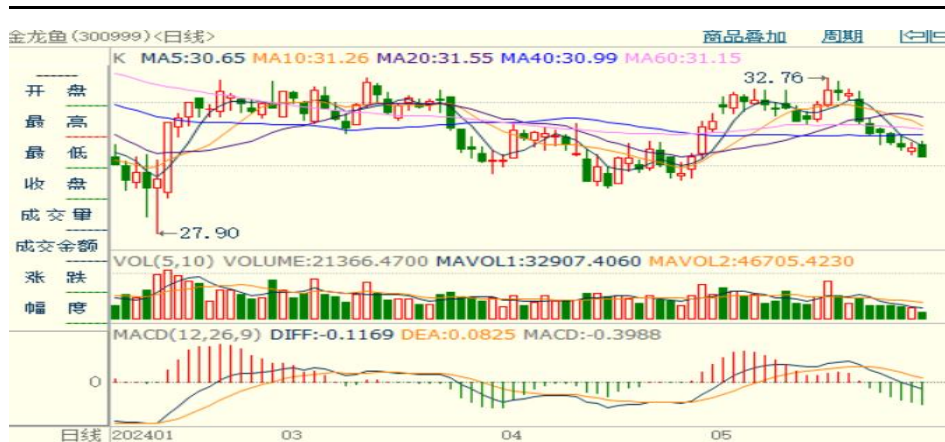 金龙鱼(300999)<日线>
商品叠加 周期
K MA5:30.65 MA10:31.26 MA20:31.55 MA40:30.99 MA60:31.15
32.76
开 盘
最 高
最 低
收 盘
成交量
成交金额
涨 跌
幅 度
27.90
VOL(5,10) VOLUME:21366.4700 MAVOL1:32907.4060 MAVOL2:46705.4230
MACD(12,26,9) DIFF:-0.1169 DEA:0.0825 MACD:-0.3988
0
日线 202401 03 04 05